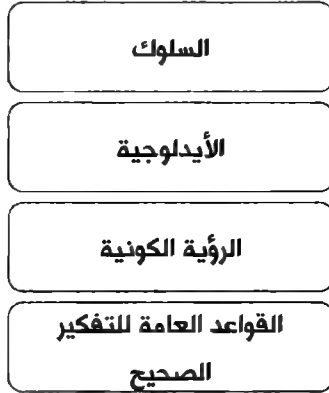 السلوك
الأيدلوجية
الرؤية الكونية
القواعد العامة للتفكير
الصحيح